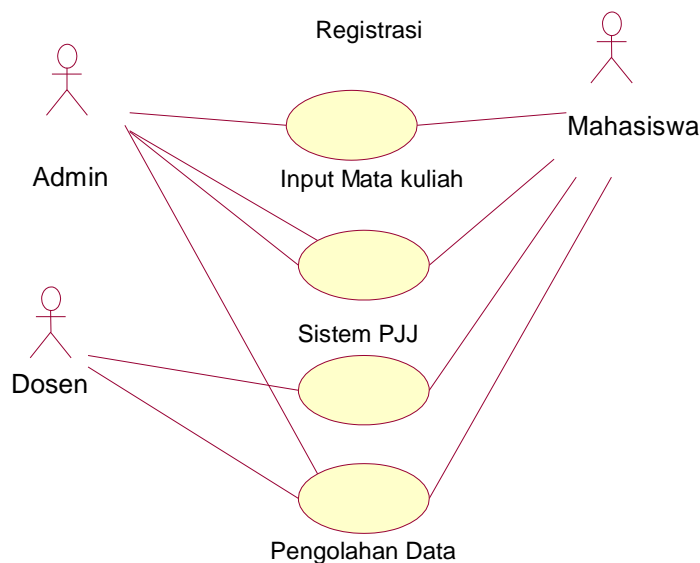 Registrasi
Mahasiswa
Admin
Input Mata kuliah
Sistem PJJ
Dosen
Pengolahan Data